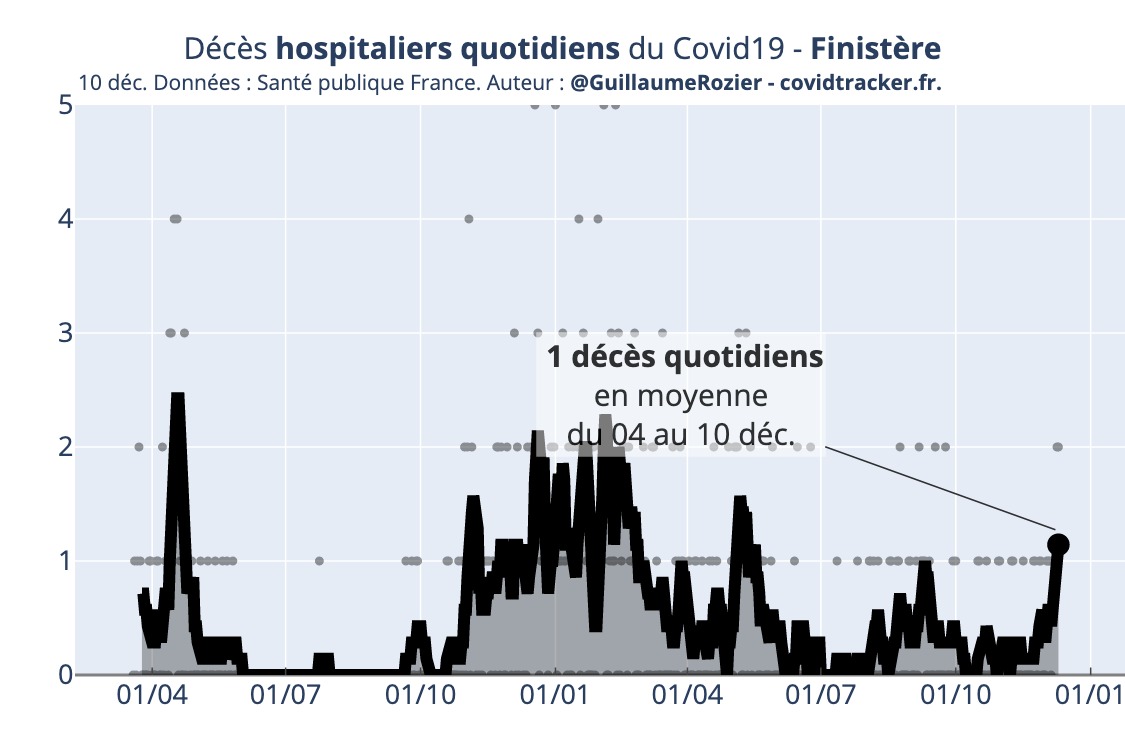 Décès hospitaliers quotidiens du Covid19 - Finistère
10 déc. Données : Santé publique France. Auteur : @GuillaumeRozier - covidtracker.fr.
5
4
3
1 décès quotidiens
en moyenne
du 04 au 10 déc.
2
1
0
01/04 01/07 01/10 01/01 01/04 01/07 01/10 01/01